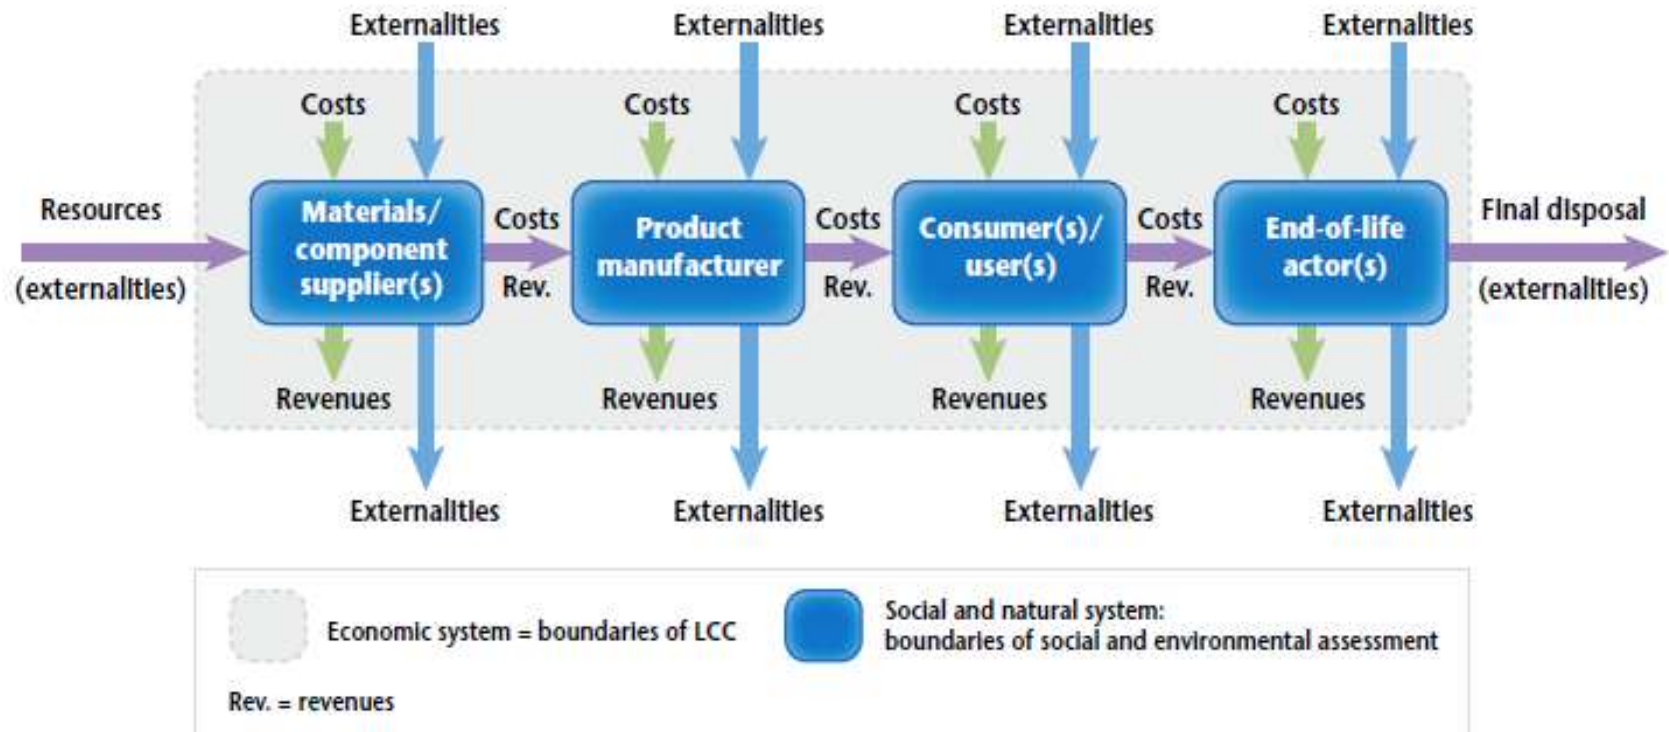 Externalities
Externalities
Externalities
Externalities
Costs
Costs
Costs
Costs
Resources
(externalities)
Materials/
component
supplier(s)
Costs
Rev.
Product
manufacturer
Costs
Rev.
Consumer(s)/
user(s)
Costs
Rev.
End-of-life
actor(s)
Final disposal
(externalities)
Revenues
Revenues
Revenues
Revenues
Externalities
Externalities
Externalities
Externalities
Economic system = boundaries of LCC
Social and natural system:
boundaries of social and environmental assessment
Rev. = revenues